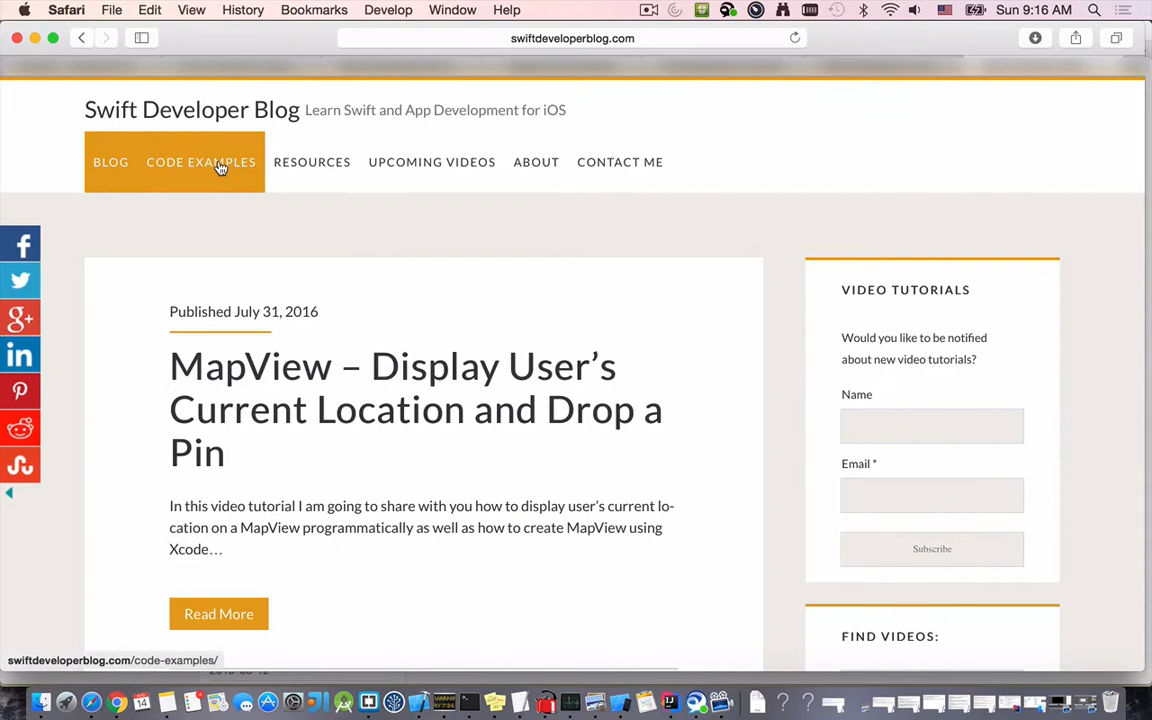 Safari File Edit View History Bookmarks Develop Window Help Sun 9:16 AM
swiftdeveloperblog.com
Swift Developer Blog Learn Swift and App Development for iOS
BLOG CODE EXAMPLES RESOURCES UPCOMING VIDEOS ABOUT CONTACT ME
Published July 31, 2016
MapView – Display User’s
Current Location and Drop a
Pin
In this video tutorial I am going to share with you how to display user’s current lo-
cation on a MapView programmatically as well as how to create MapView using
Xcode…
Read More
VIDEO TUTORIALS
Would you like to be notified
about new video tutorials?
Name
Email *
Subscribe
FIND VIDEOS:
swiftdeveloperblog.com/code-examples/